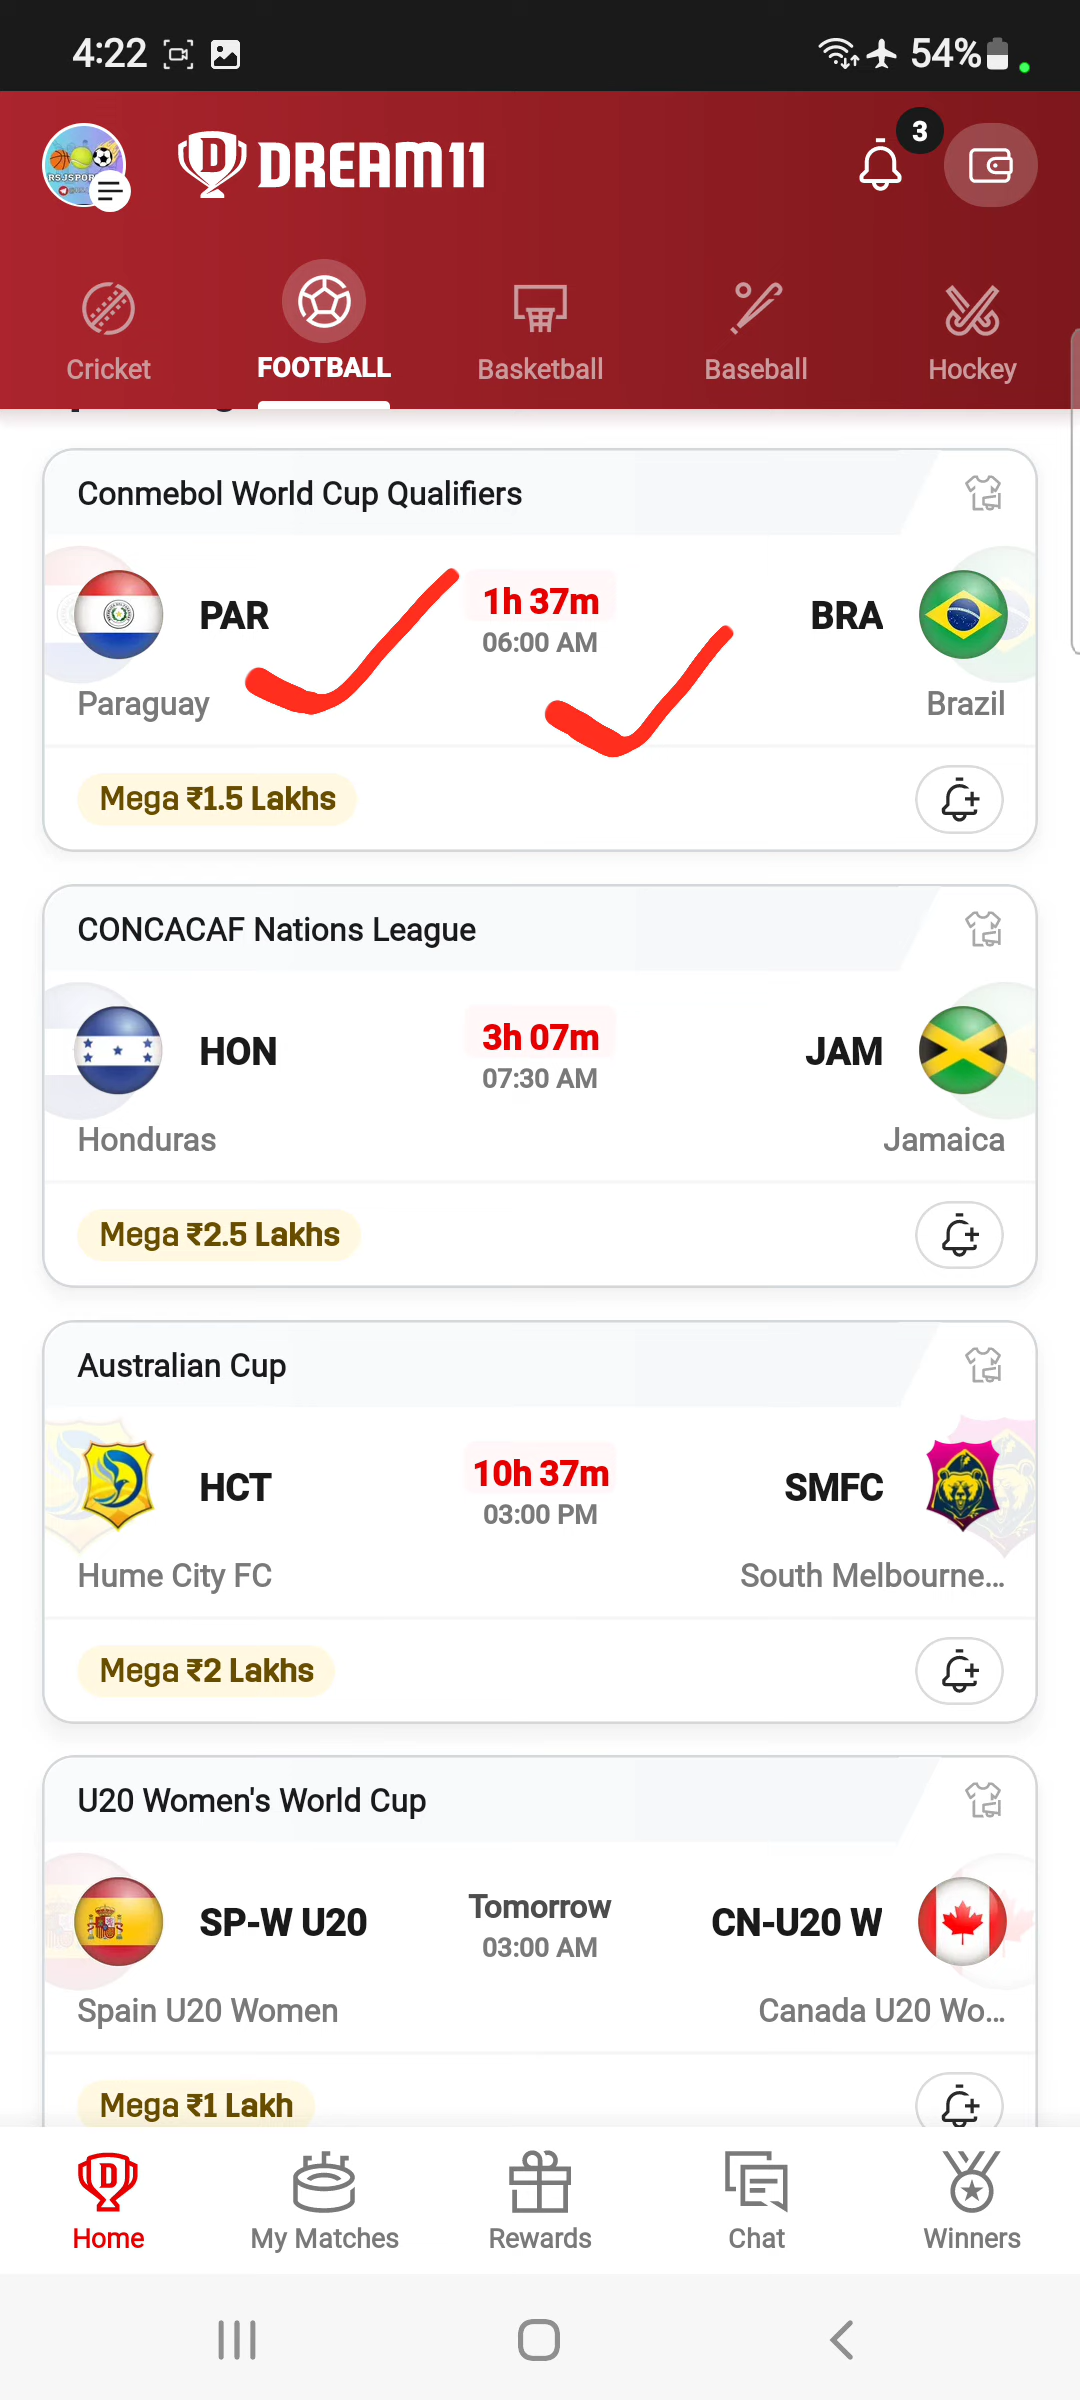 4:22
54%
RSJSPOR
DREAM11
3
Cricket
FOOTBALL
Basketball
Baseball
Hockey
Conmebol World Cup Qualifiers
PAR
1h 37m
06:00 AM
BRA
Paraguay
Brazil
Mega ₹1.5 Lakhs
CONCACAF Nations League
HON
3h 07m
07:30 AM
JAM
Honduras
Jamaica
Mega ₹2.5 Lakhs
Australian Cup
HCT
10h 37m
03:00 PM
SMFC
Hume City FC
South Melbourne...
Mega ₹2 Lakhs
U20 Women's World Cup
SP-W U20
Tomorrow
03:00 AM
CN-U20 W
Spain U20 Women
Canada U20 Wo...
Mega ₹1 Lakh
Home
My Matches
Rewards
Chat
Winners